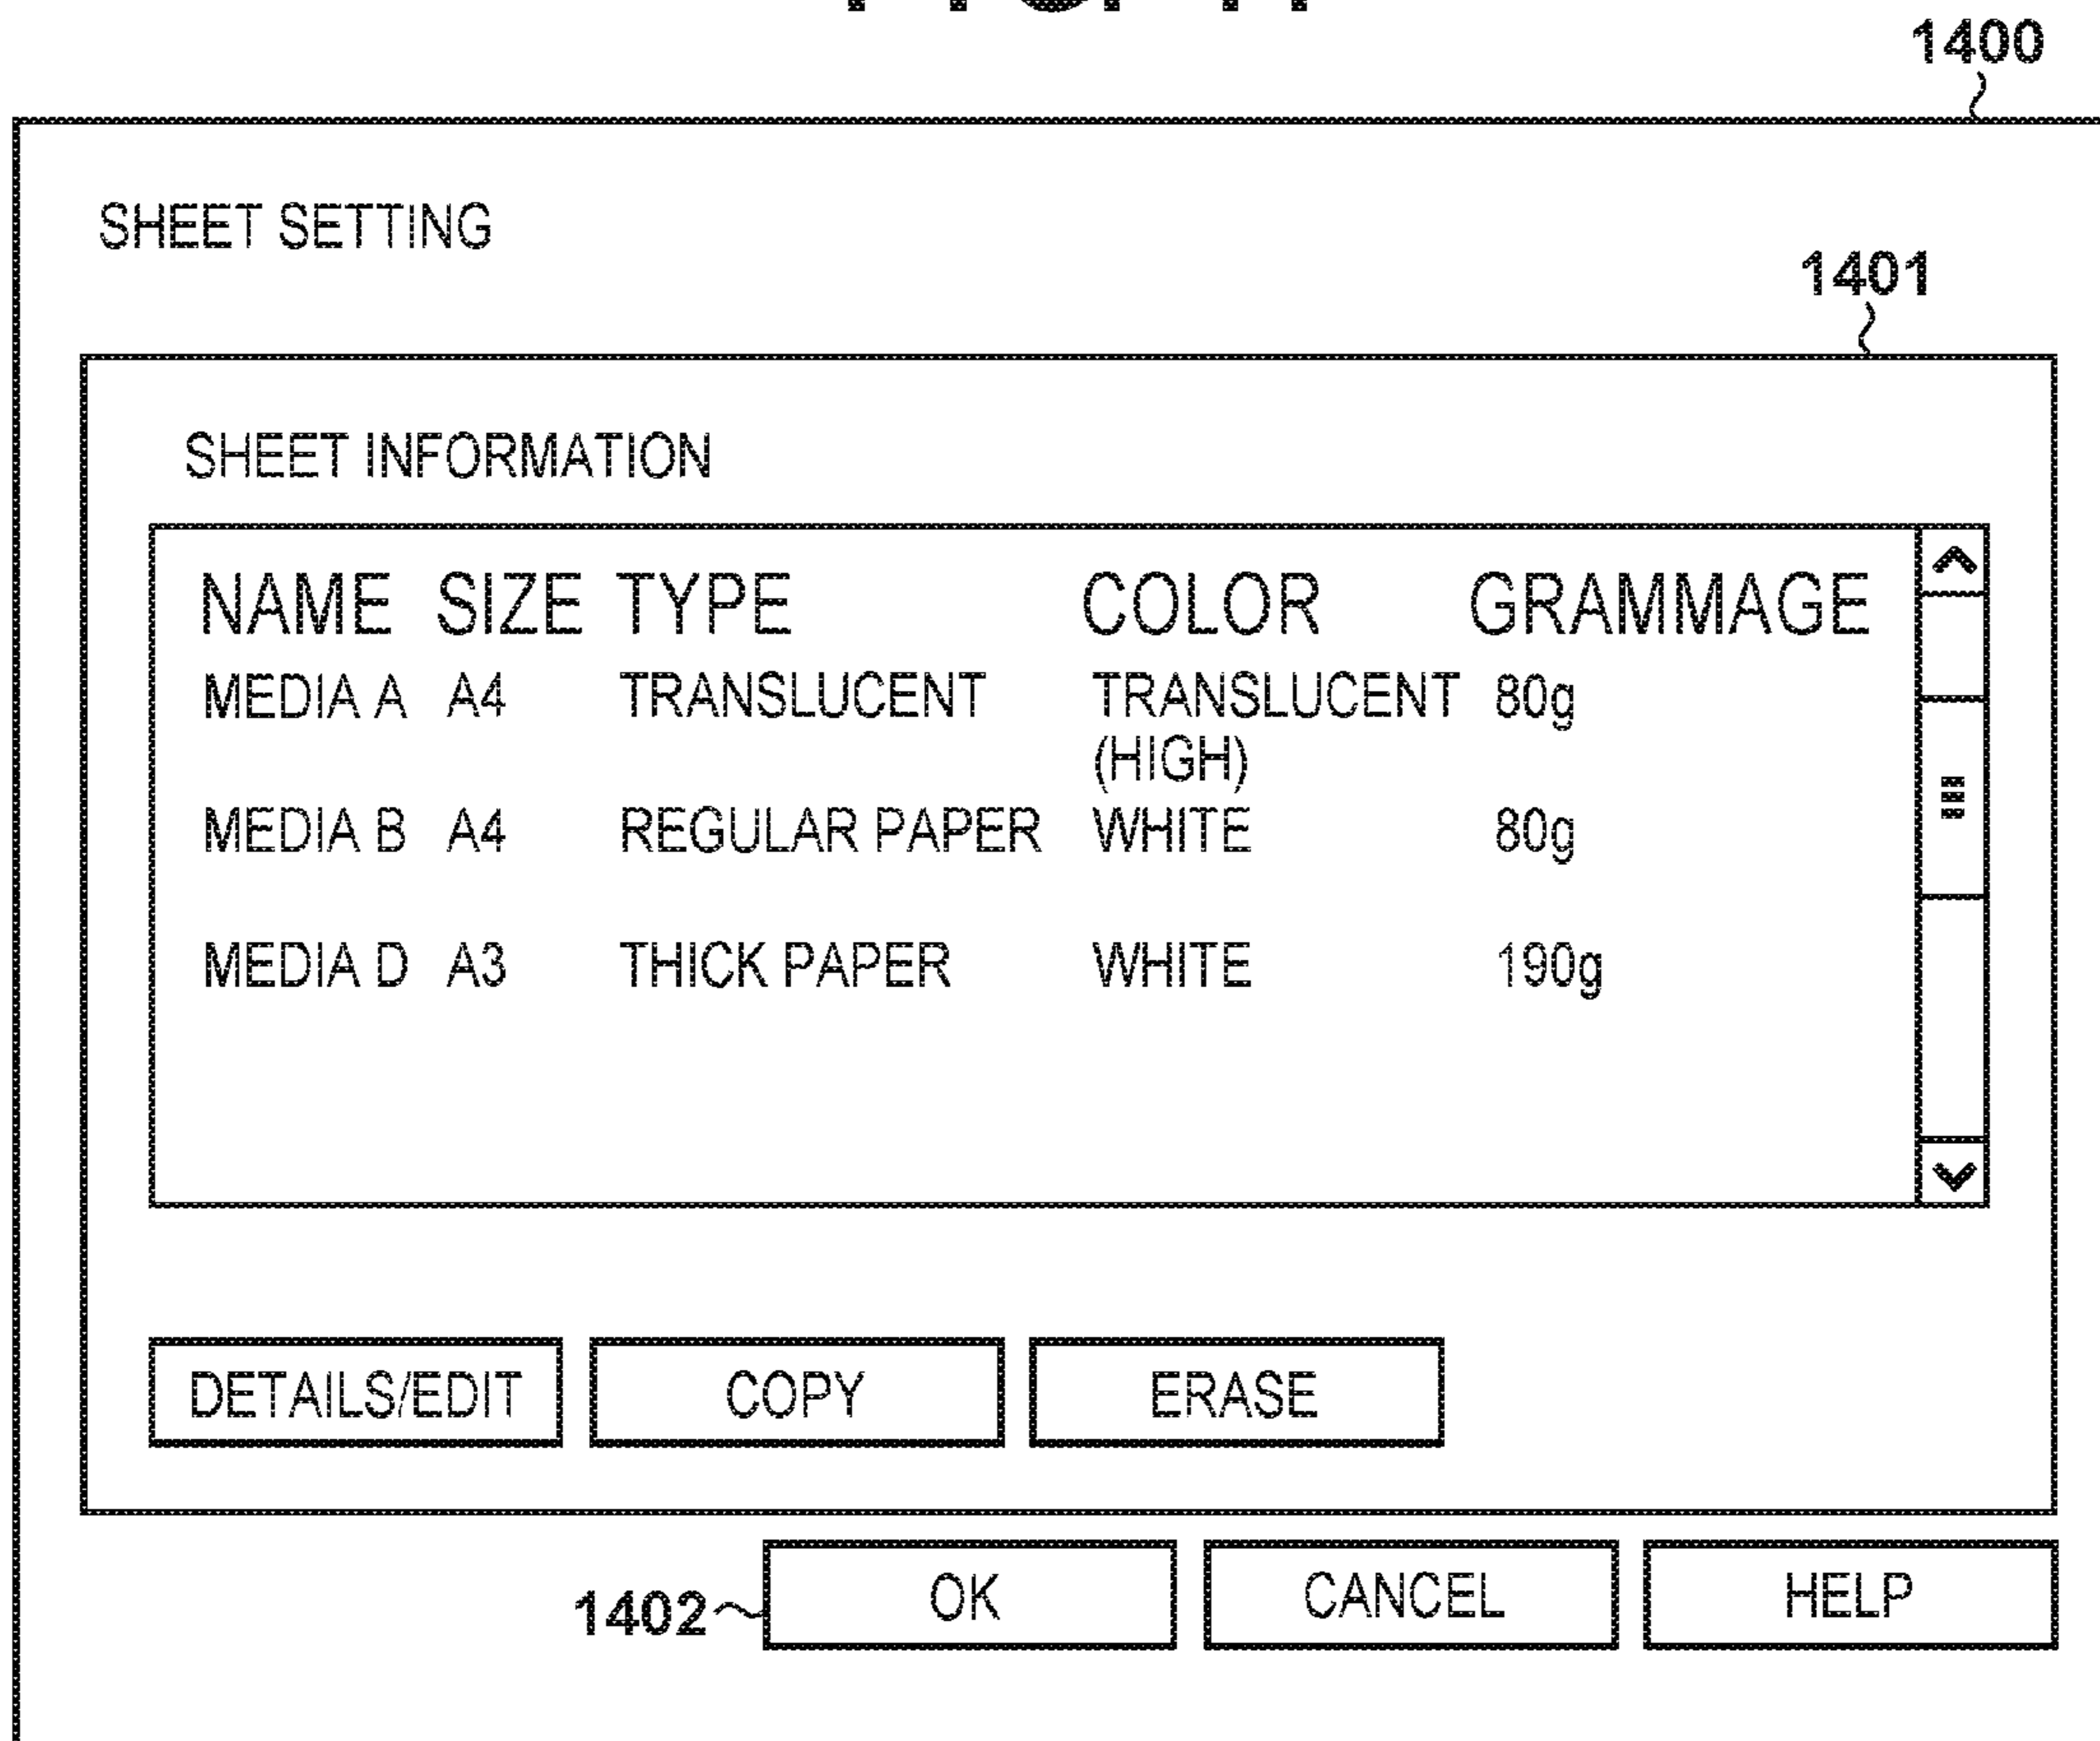 1400
SHEET SETTING
1401
SHEET INFORMATION
NAME SIZE TYPE COLOR GRAMMAGE
MEDIA A A4 TRANSLUCENT TRANSLUCENT 80g
(HIGH)
MEDIA B A4 REGULAR PAPER WHITE 80g
MEDIA D A3 THICK PAPER WHITE 190g
DETAILS/EDIT COPY ERASE
1402 OK CANCEL HELP